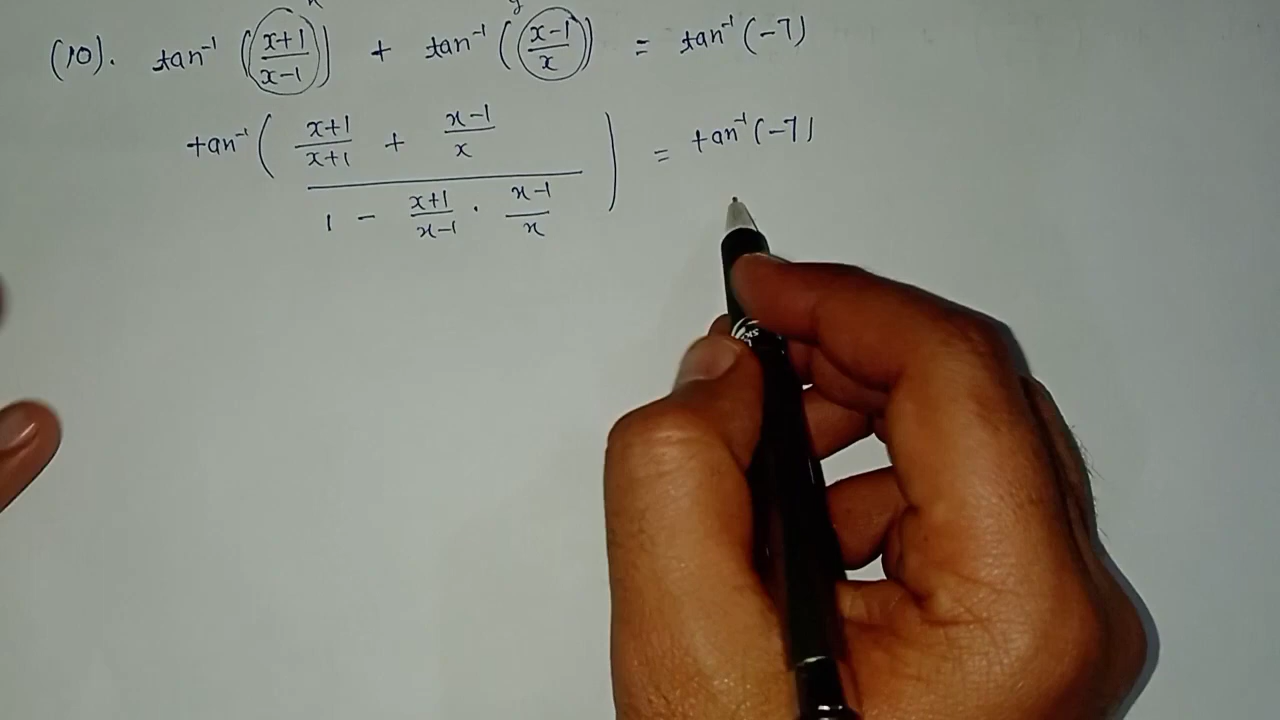 (10). tan⁻¹ ((x+1)/(x-1)) + tan⁻¹ ((x-1)/x) = tan⁻¹ (-7)
tan⁻¹ ( ( (x+1)/(x+1) + (x-1)/x ) / ( 1 - (x+1)/(x-1) · (x-1)/x ) ) = tan⁻¹ (-7)